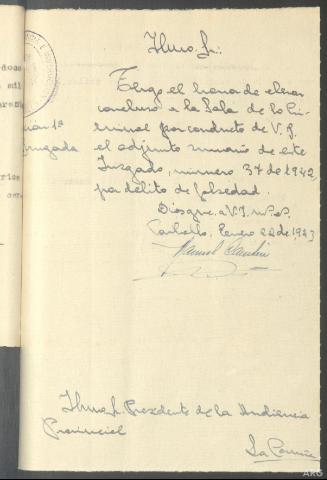 Ilmo. Sr.:
Tengo el honor de elevar
concluso a la Sala de lo Cri-
minal por conducto de V.I.
el adjunto sumario de este
Juzgado, número 37 de 1942,
por delito de falsedad.
Dios gue. a V.I. m.s a.s
Carballo, Enero 22 de 1943
Manuel
Ilmo. Sr. Presidente de la Audiencia
Provincial
La Coruña
ARG